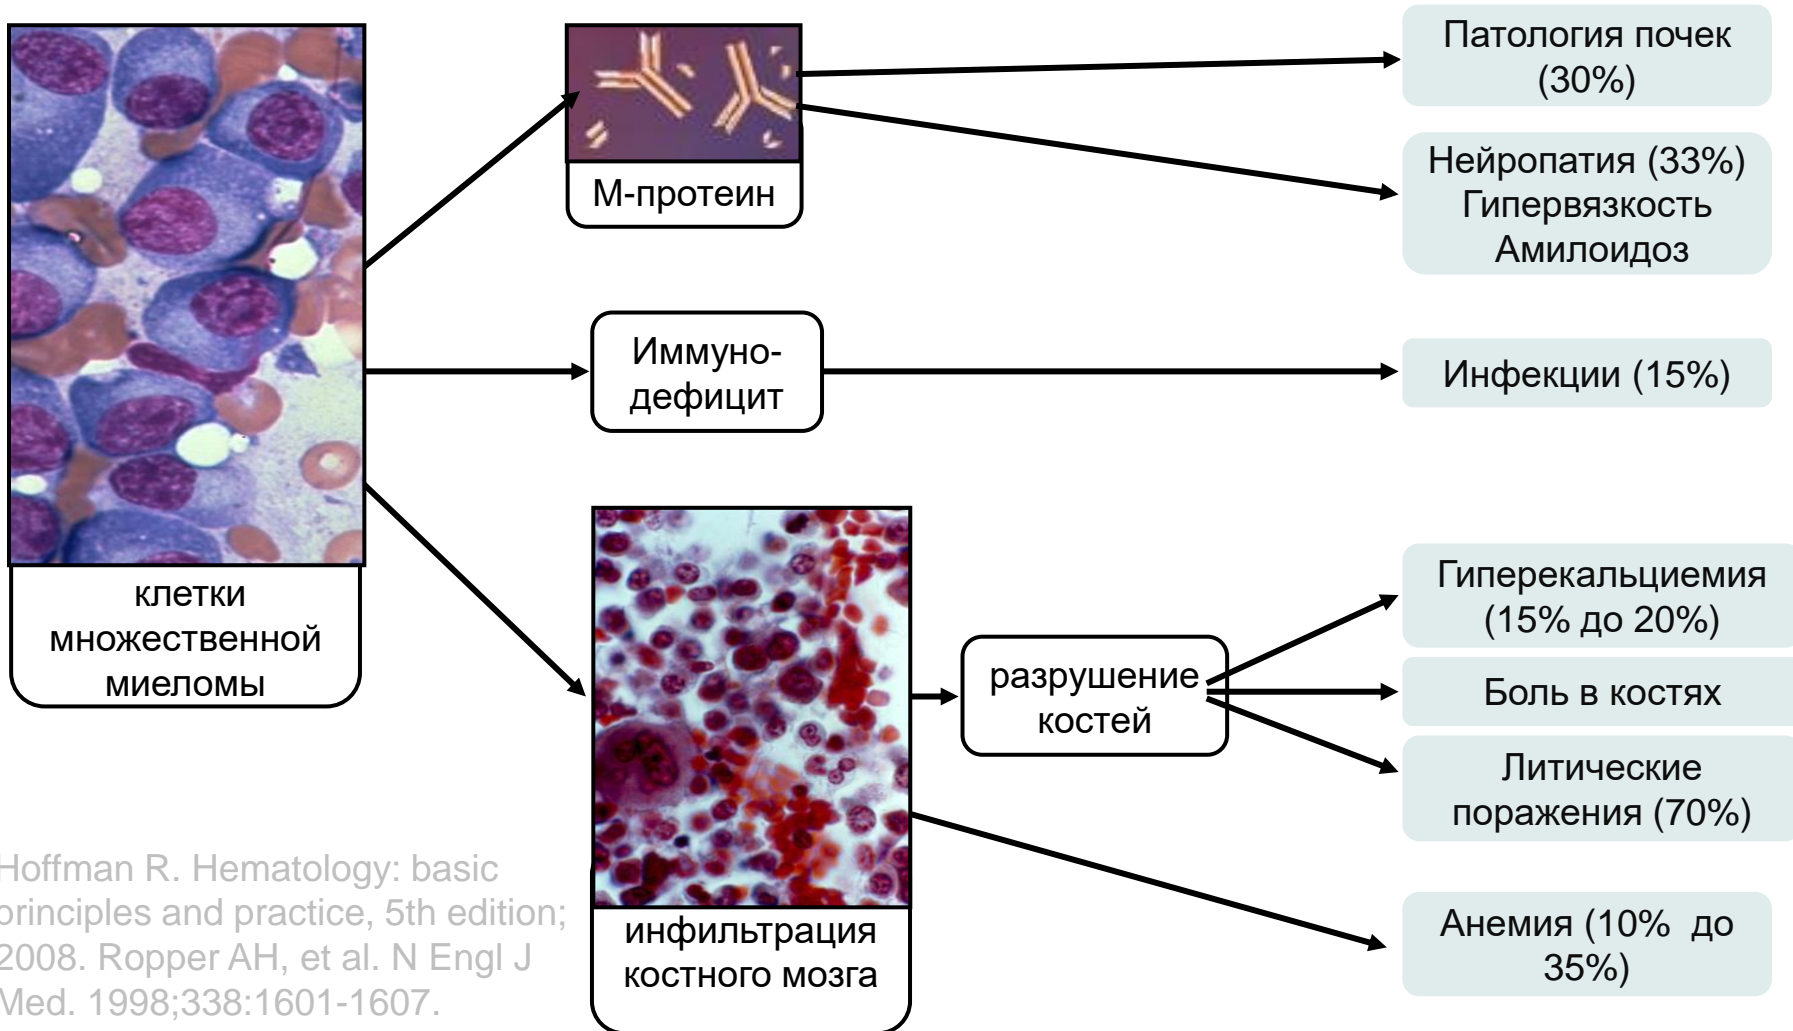 Патология почек
(30%)
М-протеин
Нейропатия (33%)
Гипервязкость
Амилоидоз
Иммуно-
дефицит
Инфекции (15%)
клетки
множественной
миеломы
инфильтрация
костного мозга
разрушение
костей
Гиперекальциемия
(15% до 20%)
Боль в костях
Литические
поражения (70%)
Анемия (10% до
35%)
Hoffman R. Hematology: basic
principles and practice, 5th edition;
2008. Ropper AH, et al. N Engl J
Med. 1998;338:1601-1607.